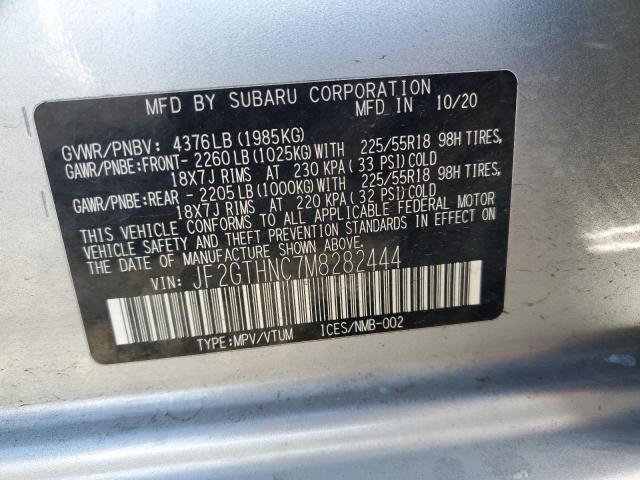 MFD BY SUBARU CORPORATION
MFD IN 10/20
GVWR/PNBV: 4376LB(1985KG)
GAWR/PNBE:FRONT- 2260LB(1025KG)WITH 225/55R18 98H TIRES,
18X7J RIMS AT 230 KPA(33 PSI)COLD
GAWR/PNBE:REAR - 2205LB(1000KG)WITH 225/55R18 98H TIRES,
18X7J RIMS AT 220 KPA(32 PSI)COLD
THIS VEHICLE CONFORMS TO ALL APPLICABLE FEDERAL MOTOR
VEHICLE SAFETY AND THEFT PREVENTION STANDARDS IN EFFECT ON
THE DATE OF MANUFACTURE SHOWN ABOVE.
VIN: JF2GTHNC7M8282444
TYPE:MPV/VTUM ICES/NMB-002